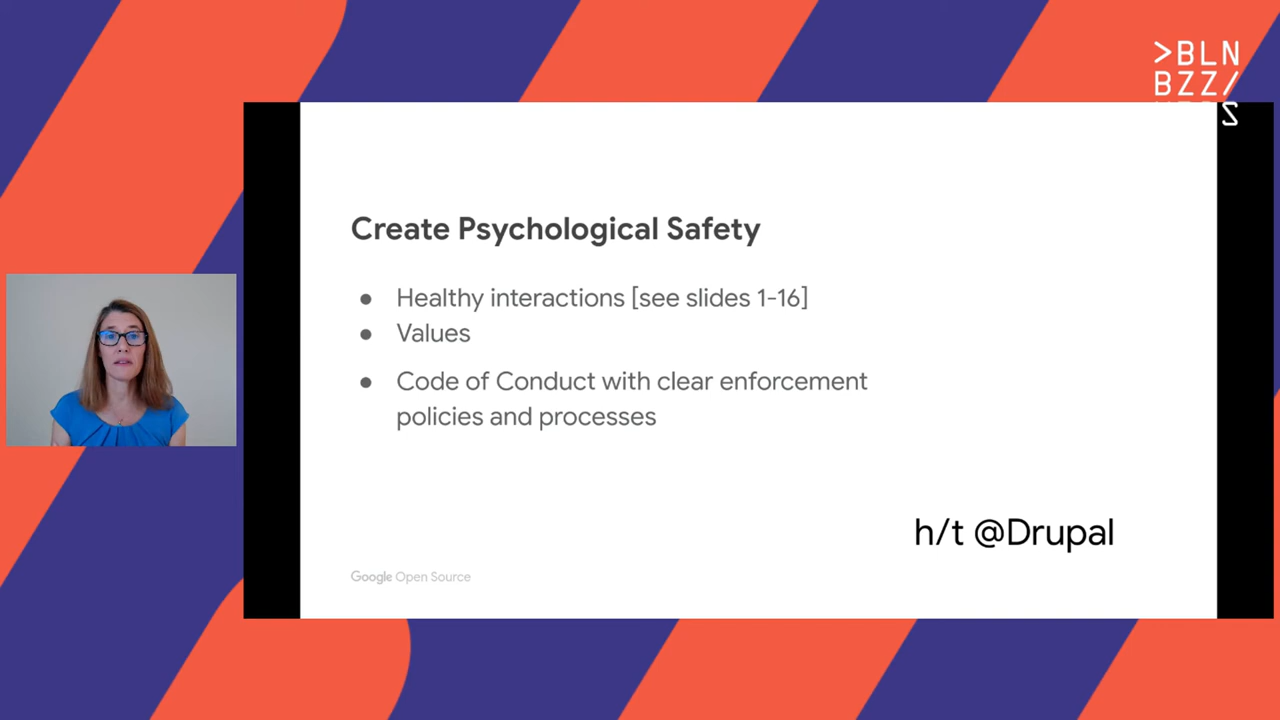 >BLN
BZZ/
Create Psychological Safety
● Healthy interactions [see slides 1-16]
● Values
● Code of Conduct with clear enforcement
policies and processes
h/t @Drupal
Google Open Source